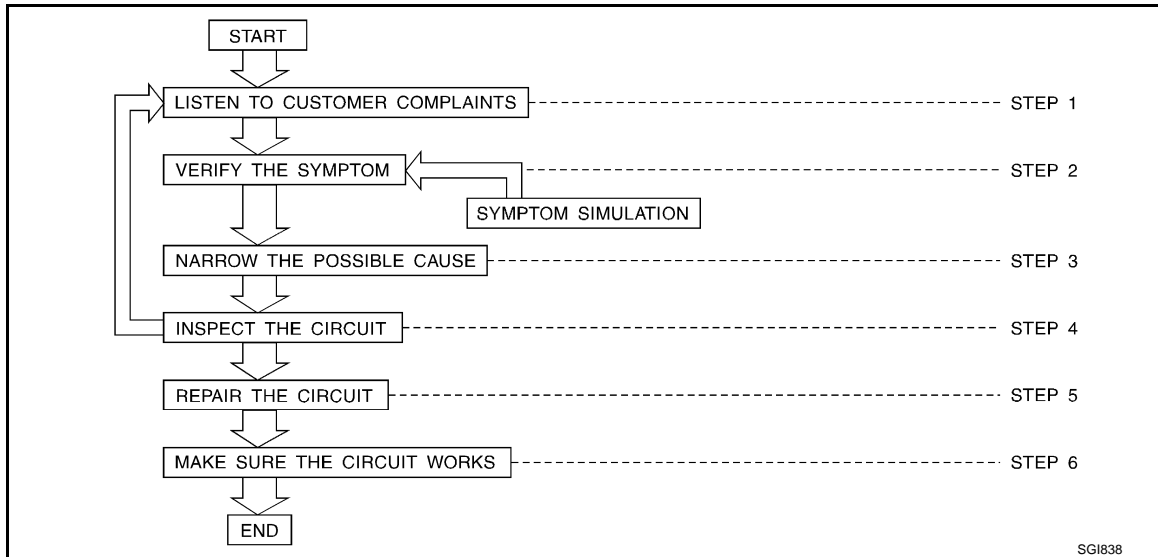 START
LISTEN TO CUSTOMER COMPLAINTS STEP 1
VERIFY THE SYMPTOM STEP 2
SYMPTOM SIMULATION
NARROW THE POSSIBLE CAUSE STEP 3
INSPECT THE CIRCUIT STEP 4
REPAIR THE CIRCUIT STEP 5
MAKE SURE THE CIRCUIT WORKS STEP 6
END
SGI838